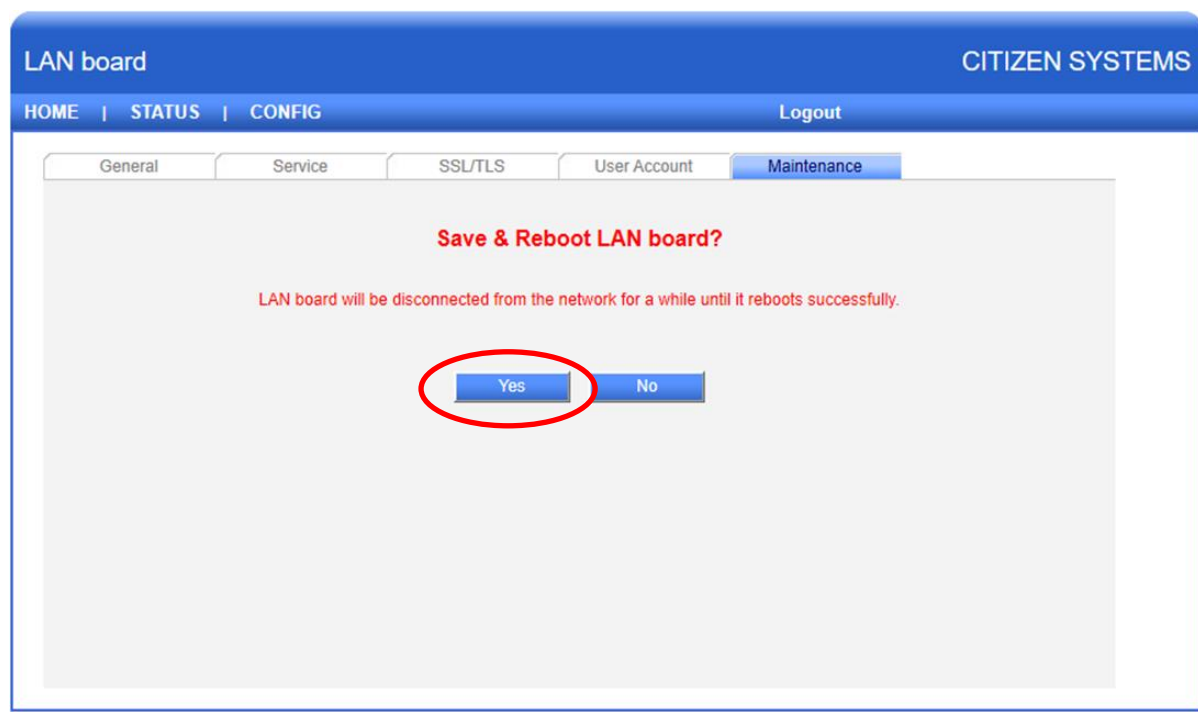 LAN board CITIZEN SYSTEMS
HOME | STATUS | CONFIG Logout
General Service SSL/TLS User Account Maintenance
Save & Reboot LAN board?
LAN board will be disconnected from the network for a while until it reboots successfully.
Yes No